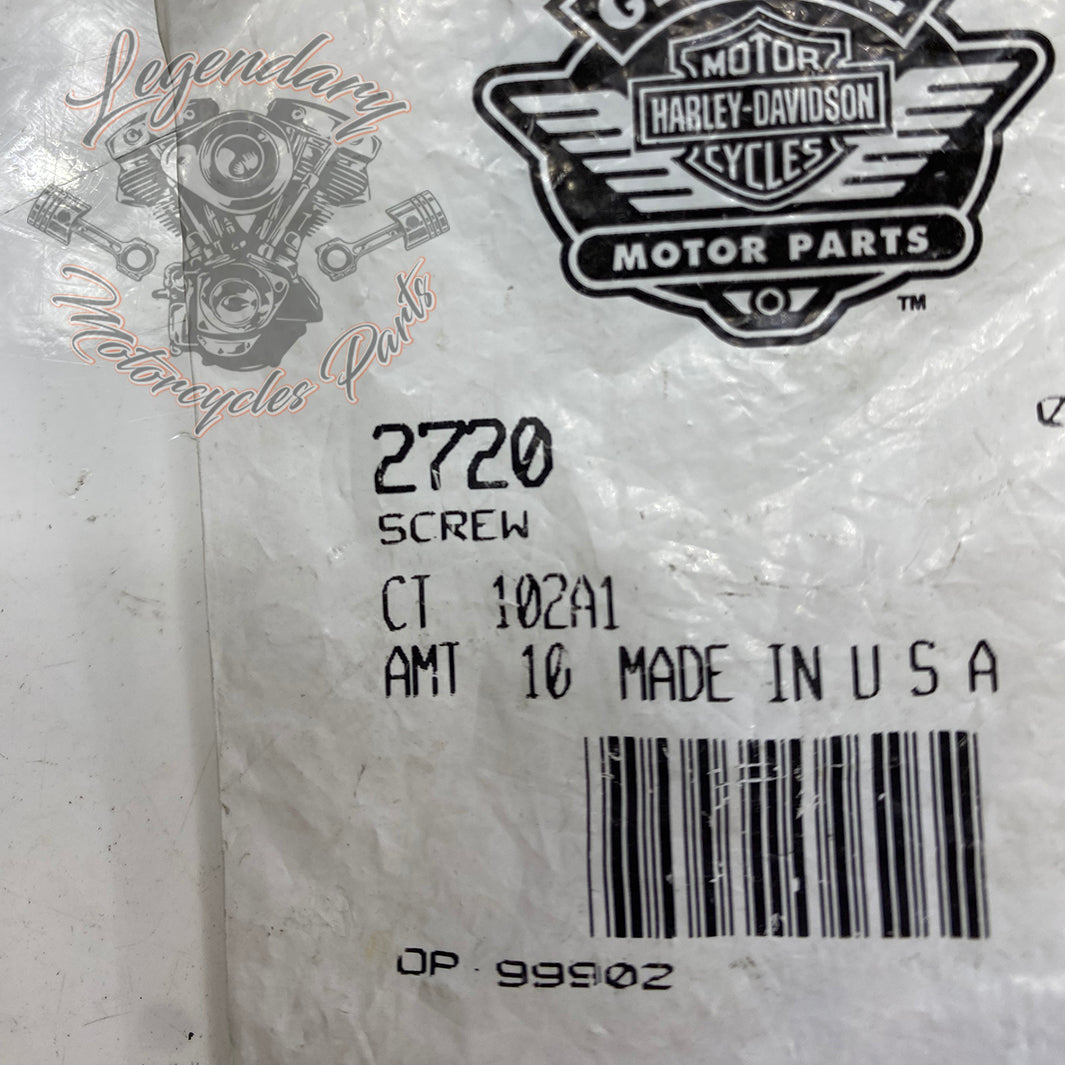 Legendary
Motorcycles Parts
MOTOR
HARLEY-DAVIDSON
CYCLES
MOTOR PARTS
TM
2720
SCREW
CT 102A1
AMT 10 MADE IN U S A
OP 99902